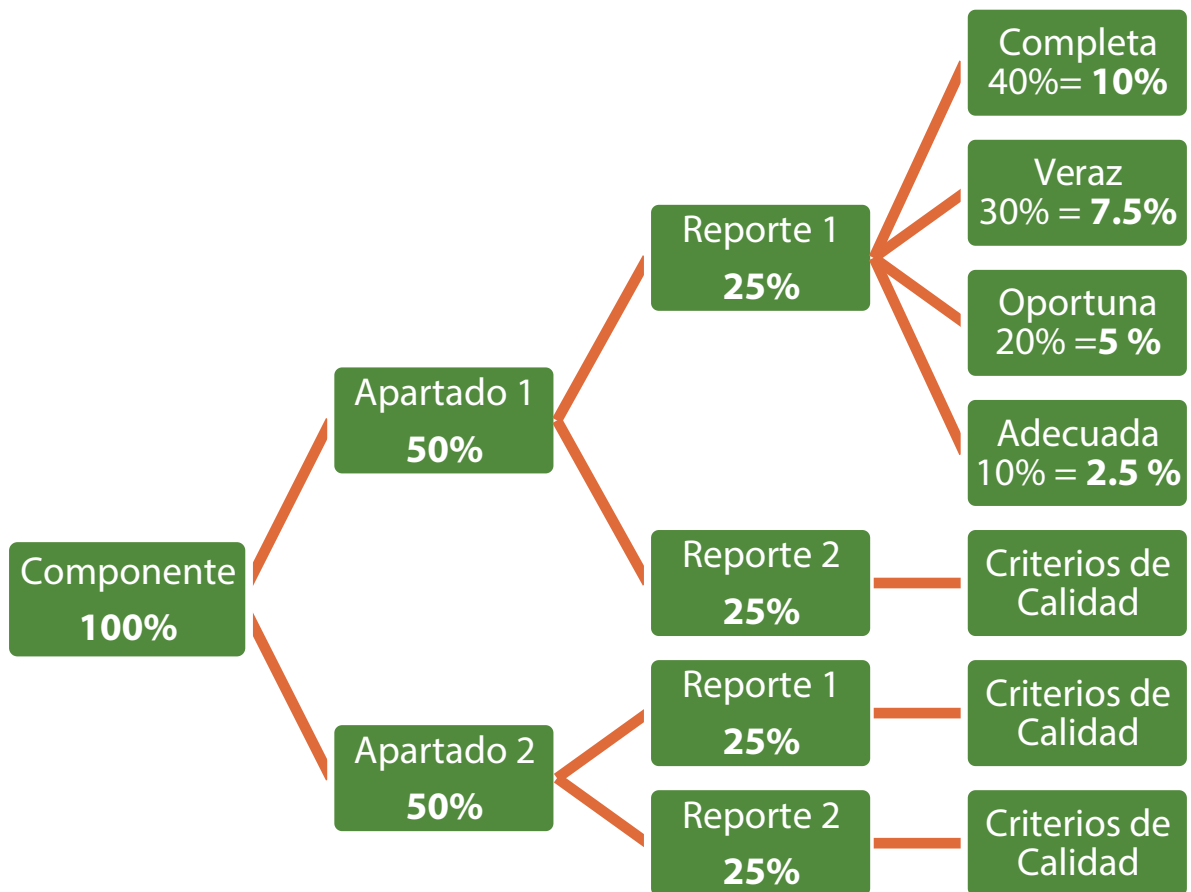 Completa
40%= 10%
Veraz
30% = 7.5%
Reporte 1
25%
Oportuna
20% =5 %
Apartado 1
50%
Adecuada
10% = 2.5 %
Componente
100%
Reporte 2
25%
Criterios de
Calidad
Reporte 1
25%
Criterios de
Calidad
Apartado 2
50%
Reporte 2
25%
Criterios de
Calidad